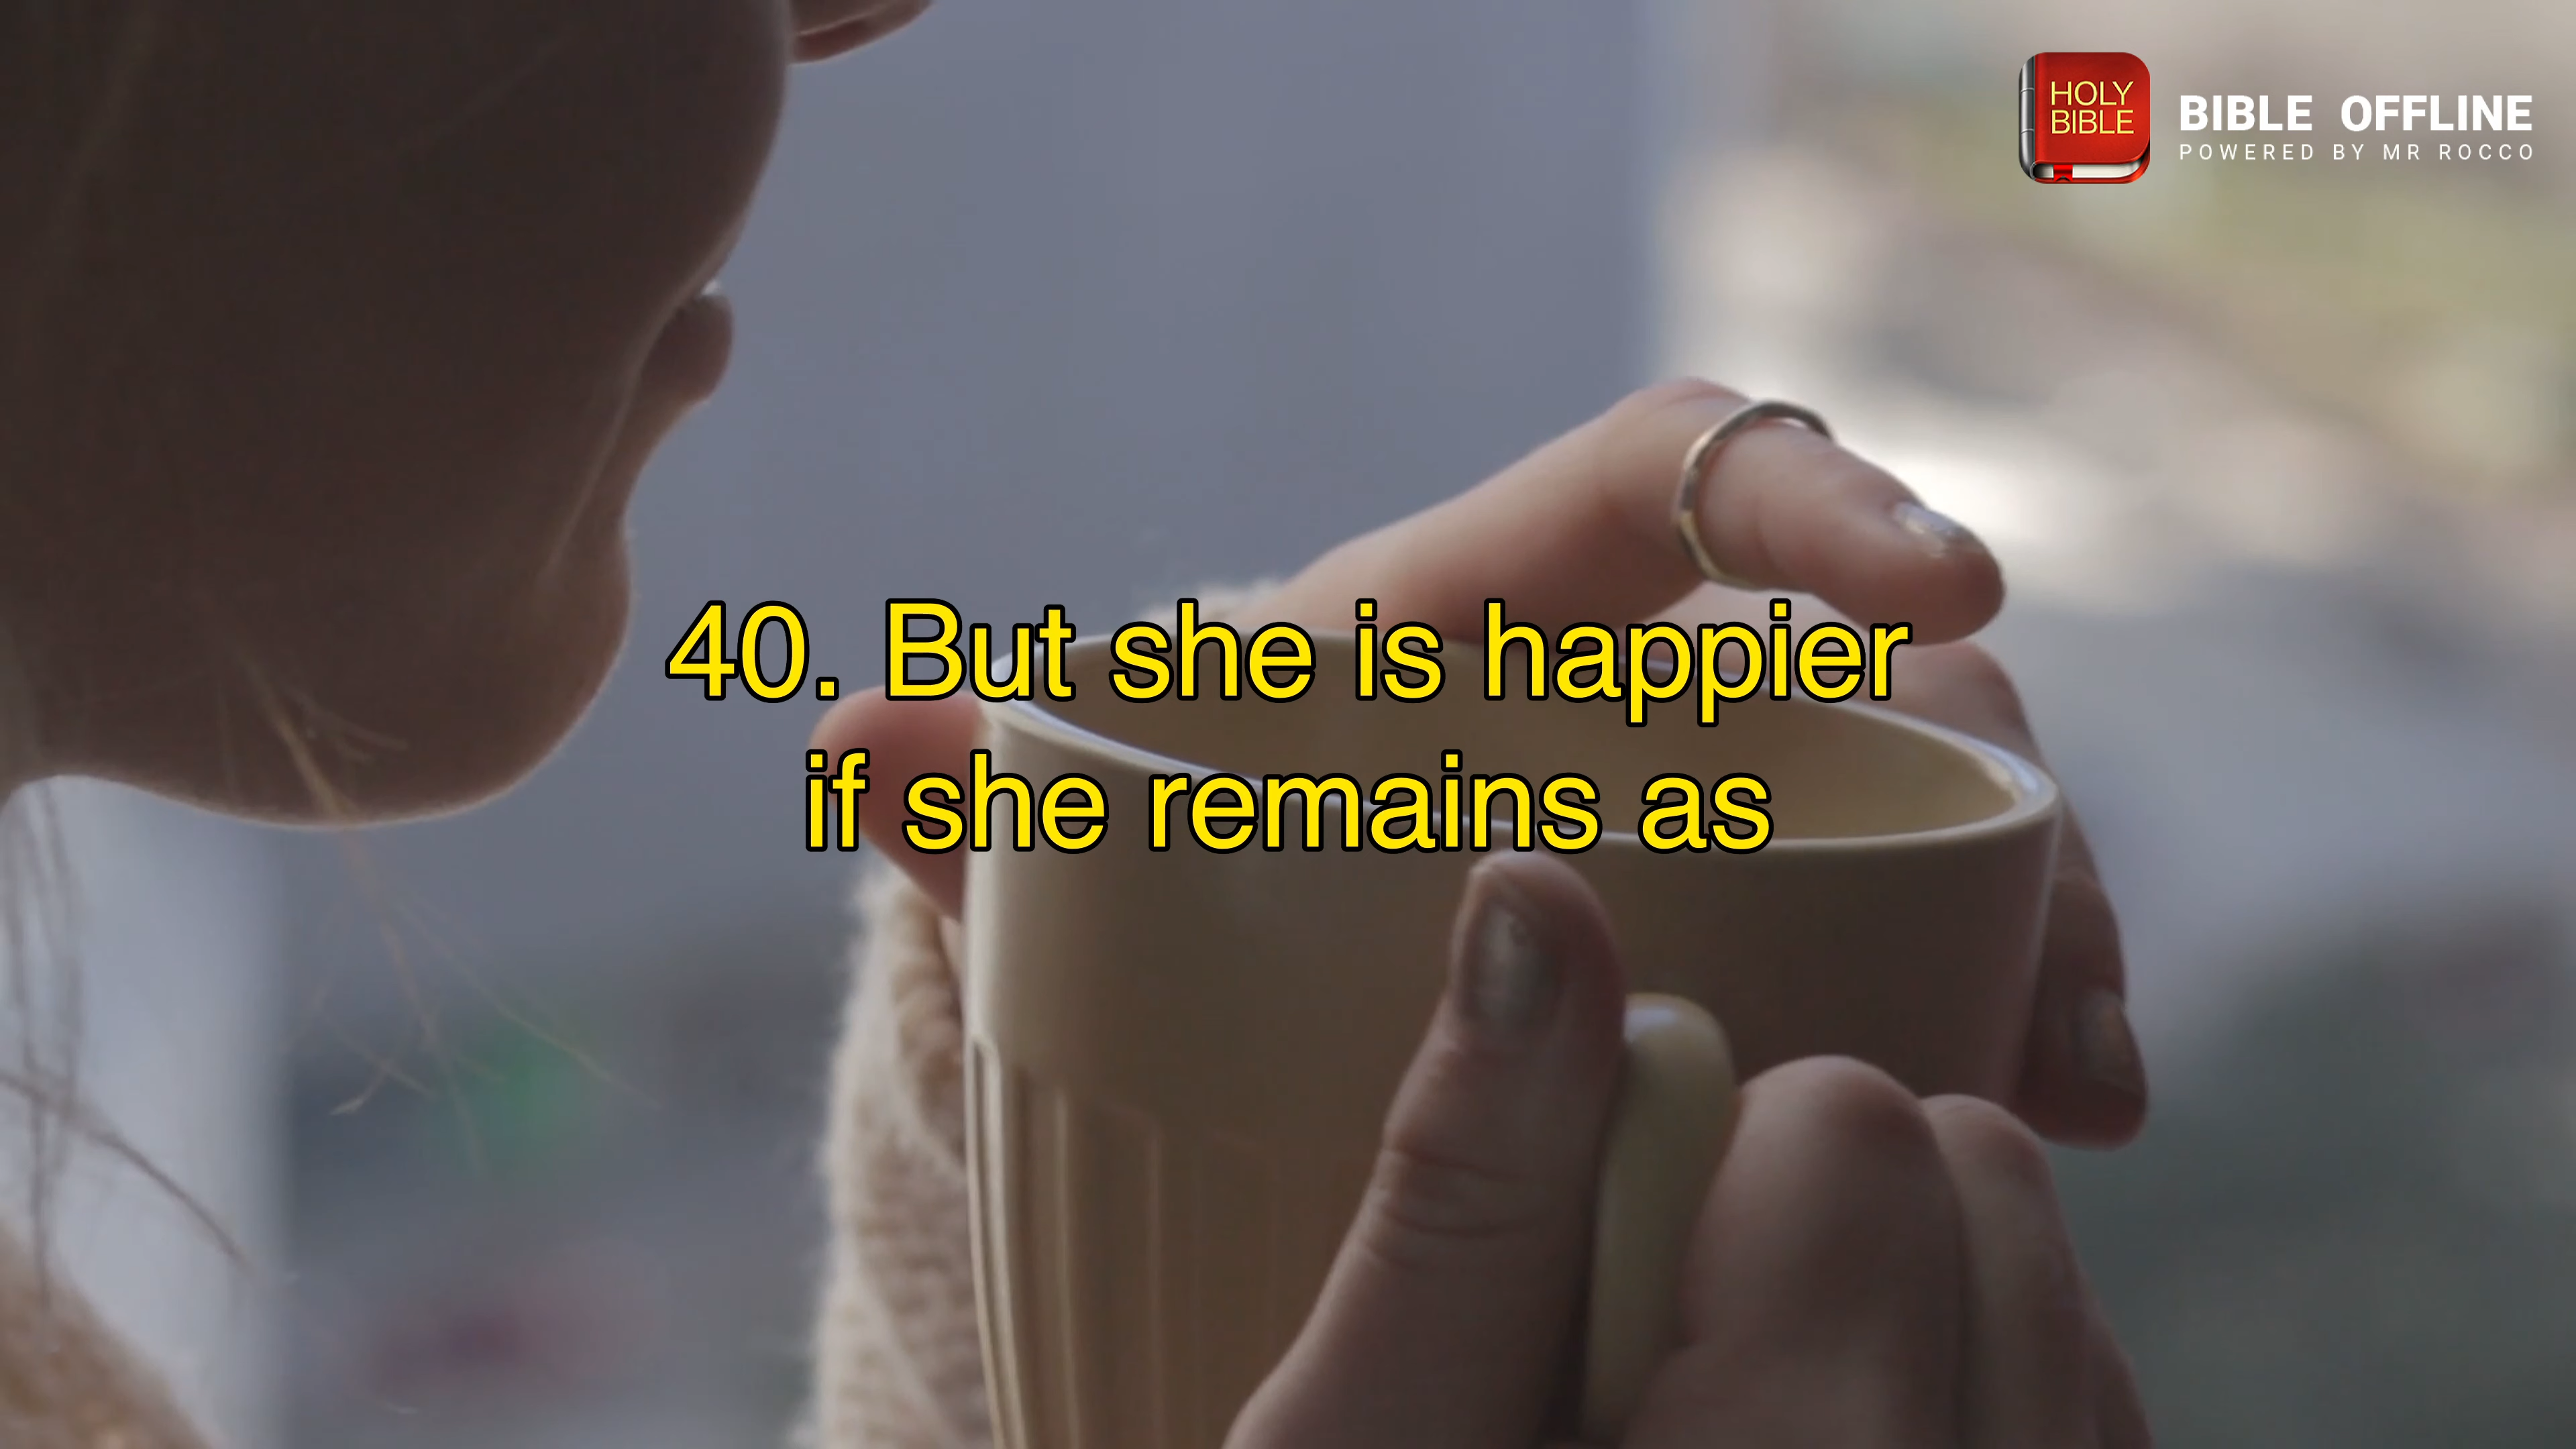 HOLY
BIBLE
BIBLE OFFLINE
POWERED BY MR ROCCO
40. But she is happier
if she remains as